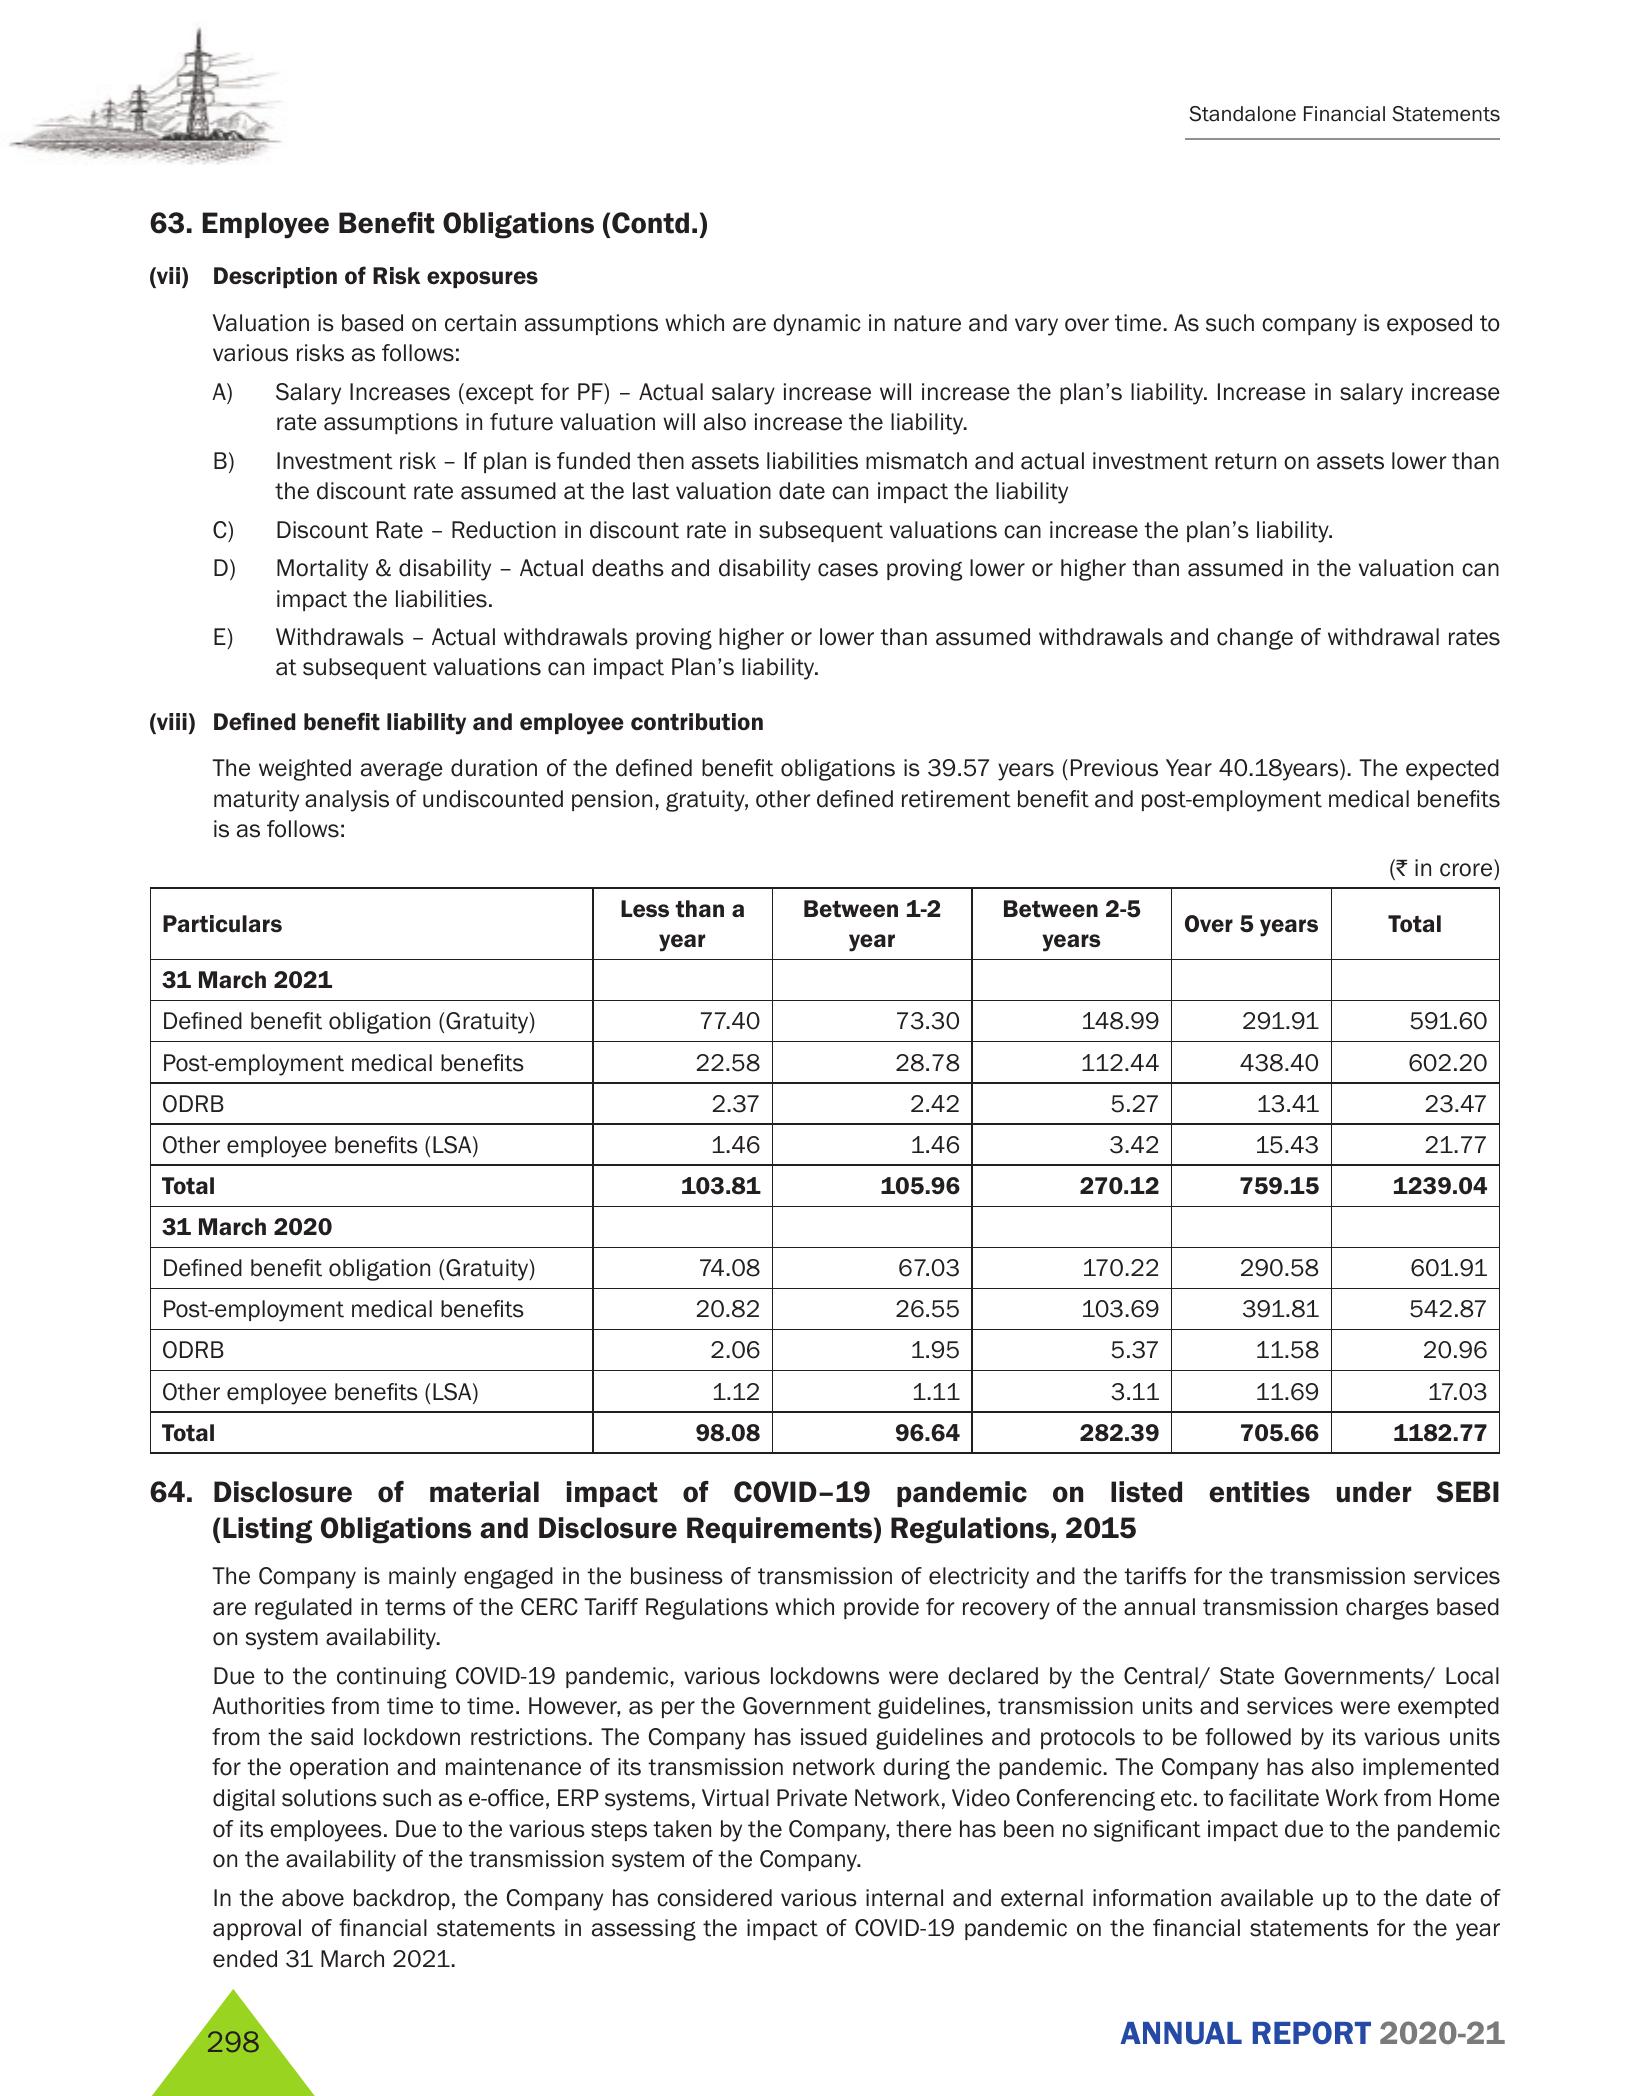 Standalone Financial Statements
63. Employee Benefit Obligations (Contd.)
(vii) Description of Risk exposures
Valuation is based on certain assumptions which are dynamic in nature and vary over time. As such company is exposed to
various risks as follows:
A) Salary Increases (except for PF) – Actual salary increase will increase the plan’s liability. Increase in salary increase
rate assumptions in future valuation will also increase the liability.
B) Investment risk – If plan is funded then assets liabilities mismatch and actual investment return on assets lower than
the discount rate assumed at the last valuation date can impact the liability
C) Discount Rate – Reduction in discount rate in subsequent valuations can increase the plan’s liability.
D) Mortality & disability – Actual deaths and disability cases proving lower or higher than assumed in the valuation can
impact the liabilities.
E) Withdrawals – Actual withdrawals proving higher or lower than assumed withdrawals and change of withdrawal rates
at subsequent valuations can impact Plan’s liability.
(viii) Defined benefit liability and employee contribution
The weighted average duration of the defined benefit obligations is 39.57 years (Previous Year 40.18years). The expected
maturity analysis of undiscounted pension, gratuity, other defined retirement benefit and post-employment medical benefits
is as follows:
(₹ in crore)
Particulars Less than a year Between 1-2 year Between 2-5 years Over 5 years Total
31 March 2021
Defined benefit obligation (Gratuity) 77.40 73.30 148.99 291.91 591.60
Post-employment medical benefits 22.58 28.78 112.44 438.40 602.20
ODRB 2.37 2.42 5.27 13.41 23.47
Other employee benefits (LSA) 1.46 1.46 3.42 15.43 21.77
Total 103.81 105.96 270.12 759.15 1239.04
31 March 2020
Defined benefit obligation (Gratuity) 74.08 67.03 170.22 290.58 601.91
Post-employment medical benefits 20.82 26.55 103.69 391.81 542.87
ODRB 2.06 1.95 5.37 11.58 20.96
Other employee benefits (LSA) 1.12 1.11 3.11 11.69 17.03
Total 98.08 96.64 282.39 705.66 1182.77
64. Disclosure of material impact of COVID–19 pandemic on listed entities under SEBI
(Listing Obligations and Disclosure Requirements) Regulations, 2015
The Company is mainly engaged in the business of transmission of electricity and the tariffs for the transmission services
are regulated in terms of the CERC Tariff Regulations which provide for recovery of the annual transmission charges based
on system availability.
Due to the continuing COVID-19 pandemic, various lockdowns were declared by the Central/ State Governments/ Local
Authorities from time to time. However, as per the Government guidelines, transmission units and services were exempted
from the said lockdown restrictions. The Company has issued guidelines and protocols to be followed by its various units
for the operation and maintenance of its transmission network during the pandemic. The Company has also implemented
digital solutions such as e-office, ERP systems, Virtual Private Network, Video Conferencing etc. to facilitate Work from Home
of its employees. Due to the various steps taken by the Company, there has been no significant impact due to the pandemic
on the availability of the transmission system of the Company.
In the above backdrop, the Company has considered various internal and external information available up to the date of
approval of financial statements in assessing the impact of COVID-19 pandemic on the financial statements for the year
ended 31 March 2021.
298
ANNUAL REPORT 2020-21